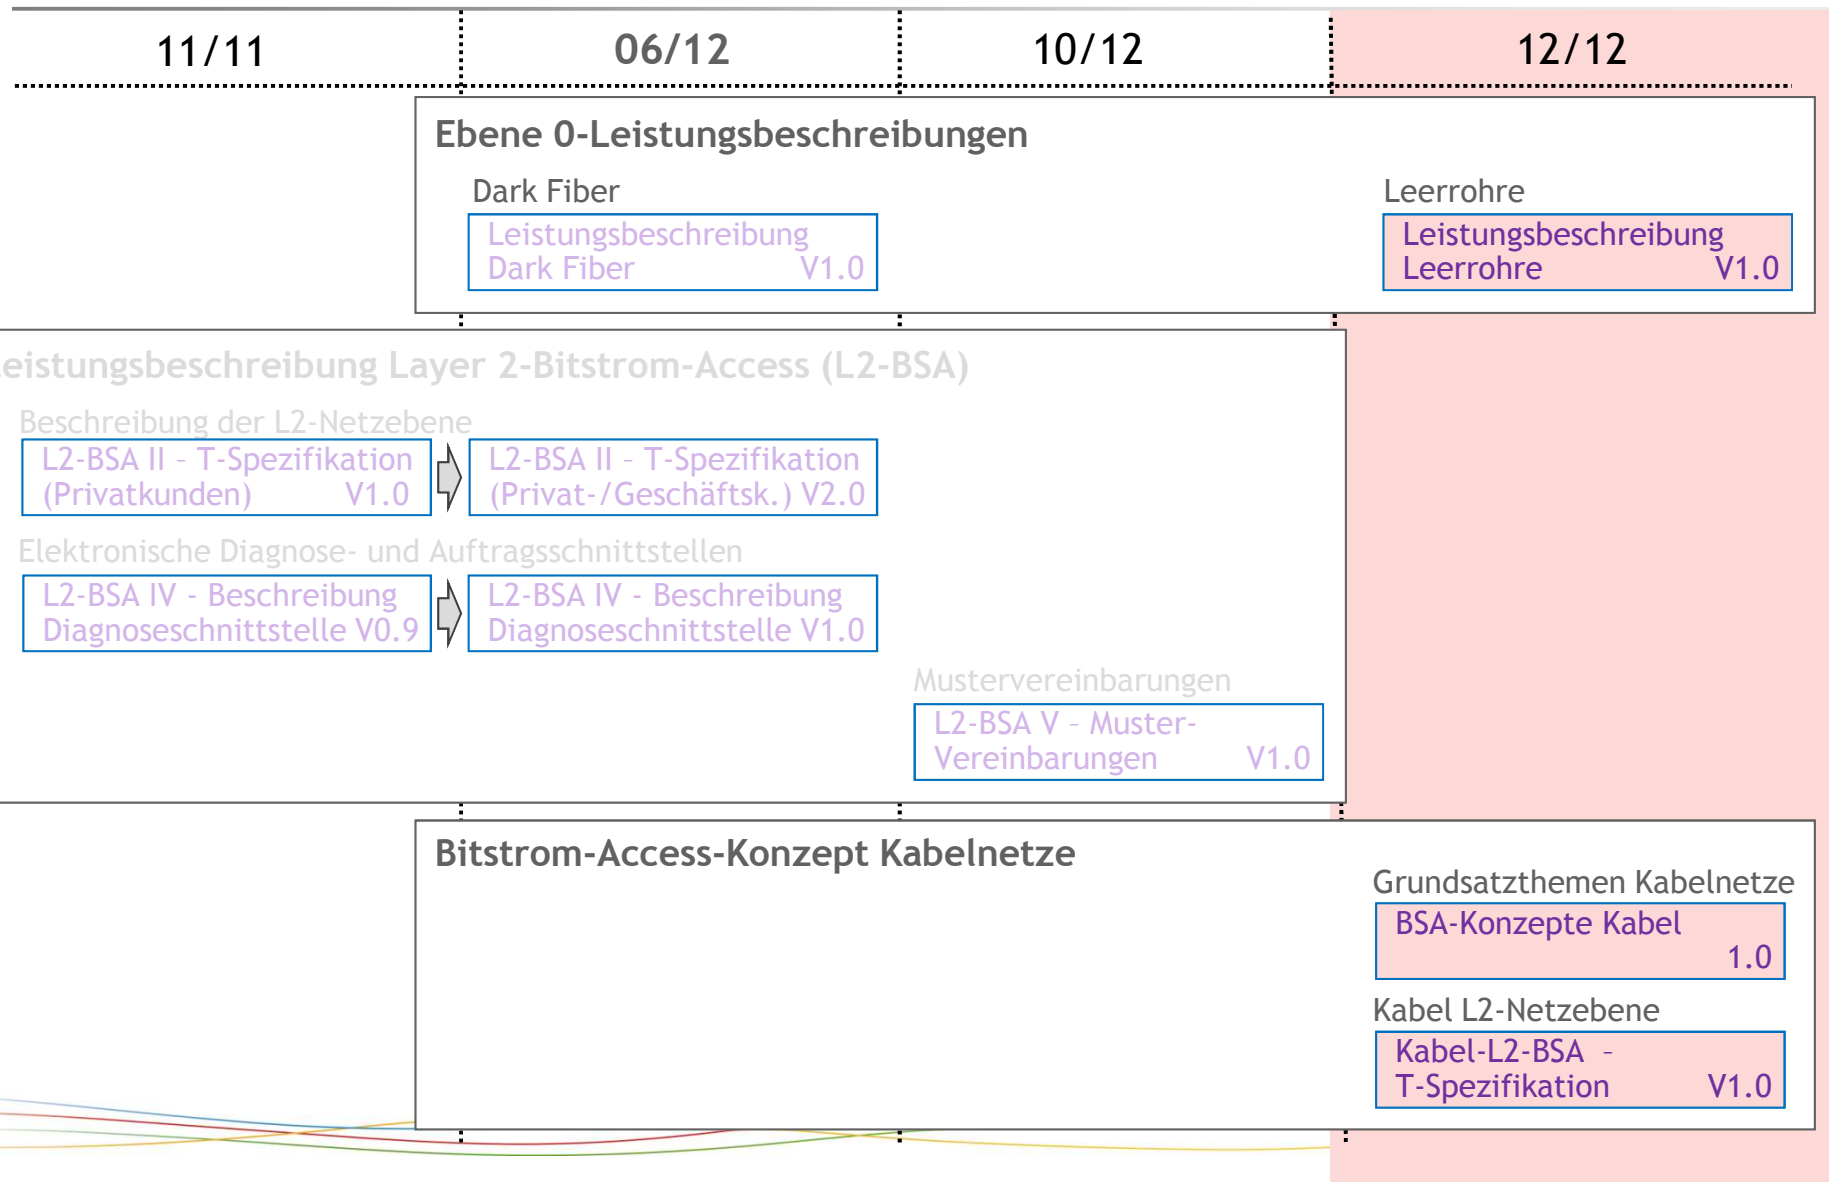 11/11 06/12 10/12 12/12
Ebene 0-Leistungsbeschreibungen
Dark Fiber
Leistungsbeschreibung
Dark Fiber V1.0
Leerrohre
Leistungsbeschreibung
Leerrohre V1.0
eistungsbeschreibung Layer 2-Bitstrom-Access (L2-BSA)
Beschreibung der L2-Netzebene
L2-BSA II – T-Spezifikation
(Privatkunden) V1.0
L2-BSA II – T-Spezifikation
(Privat-/Geschäftsk.) V2.0
Elektronische Diagnose- und Auftragsschnittstellen
L2-BSA IV - Beschreibung
Diagnoseschnittstelle V0.9
L2-BSA IV - Beschreibung
Diagnoseschnittstelle V1.0
Mustervereinbarungen
L2-BSA V – Muster-
Vereinbarungen V1.0
Bitstrom-Access-Konzept Kabelnetze
Grundsatzthemen Kabelnetze
BSA-Konzepte Kabel
1.0
Kabel L2-Netzebene
Kabel-L2-BSA –
T-Spezifikation V1.0